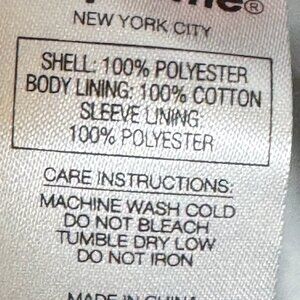 NEW YORK CITY
SHELL: 100% POLYESTER
BODY LINING: 100% COTTON
SLEEVE LINING:
100% POLYESTER
CARE INSTRUCTIONS:
MACHINE WASH COLD
DO NOT BLEACH
TUMBLE DRY LOW
DO NOT IRON
MADE IN CHINA